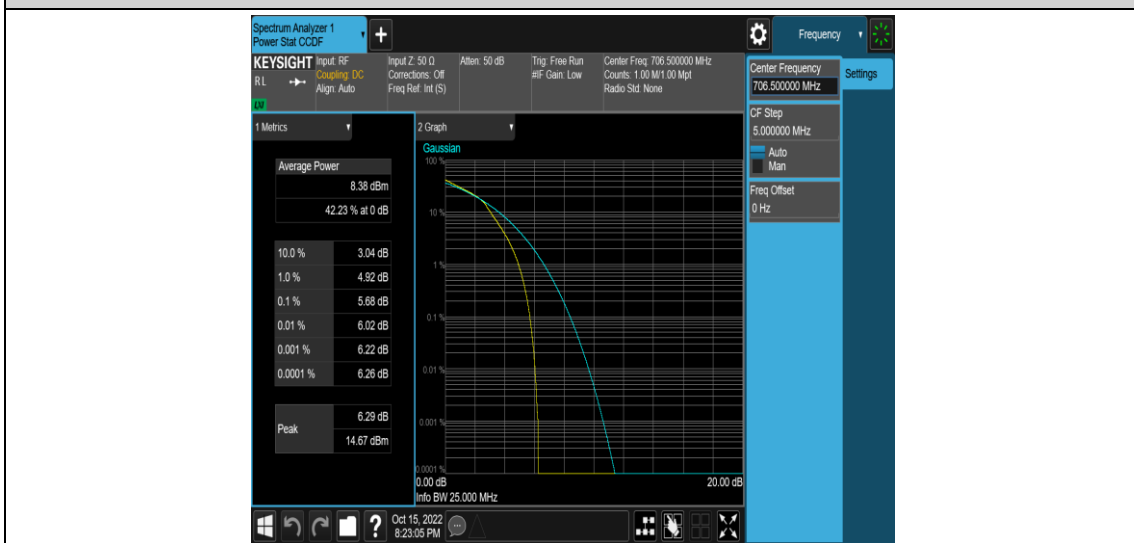 Spectrum Analyzer 1
Power Stat CCDF
Frequency
KEYSIGHT
RL
LXI
Input: RF
Coupling: DC
Align: Auto
Input Z: 50 Ω
Corrections: Off
Freq Ref: Int (S)
Atten: 50 dB
Trig: Free Run
#IF Gain: Low
Center Freq: 706.500000 MHz
Counts: 1.00 M/1.00 Mpt
Radio Std: None
Center Frequency
706.500000 MHz
Settings
CF Step
5.000000 MHz
Auto
Man
Freq Offset
0 Hz
1 Metrics
Average Power
8.38 dBm
42.23 % at 0 dB
10.0 % 3.04 dB
1.0 % 4.92 dB
0.1 % 5.68 dB
0.01 % 6.02 dB
0.001 % 6.22 dB
0.0001 % 6.26 dB
Peak
6.29 dB
14.67 dBm
2 Graph
Gaussian
100 %
10 %
1 %
0.1 %
0.01 %
0.001 %
0.0001 %
0.00 dB 20.00 dB
Info BW 25.000 MHz
?
Oct 15, 2022
8:23:05 PM